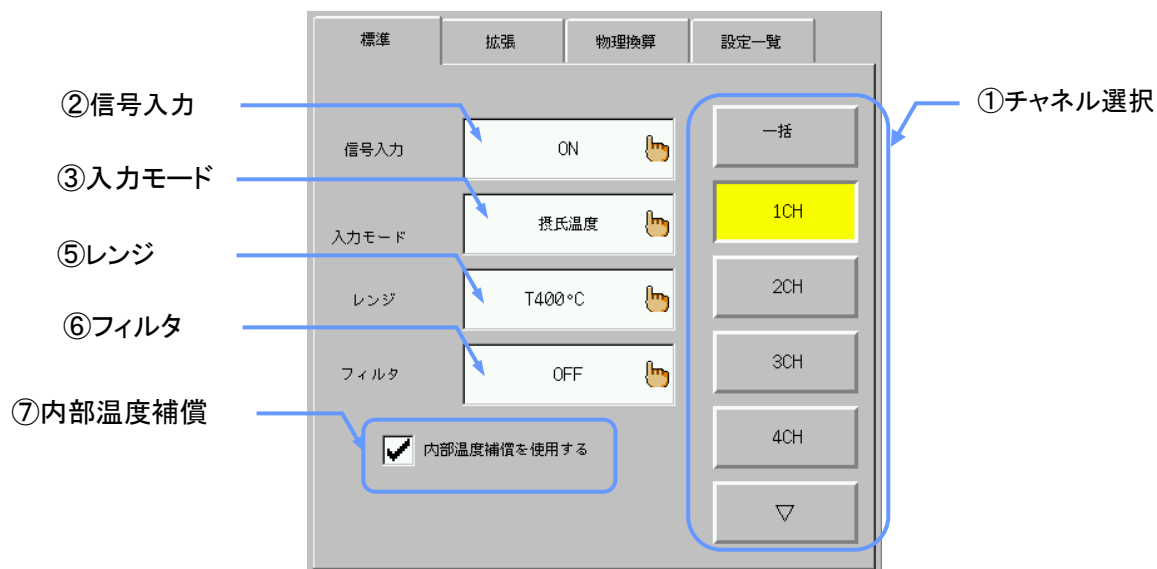 標準 拡張 物理換算 設定一覧
②信号入力
①チャネル選択
信号入力 ON 一括
③入力モード
入力モード 摂氏温度 1CH
⑤レンジ
レンジ T400°C 2CH
⑥フィルタ
フィルタ OFF 3CH
⑦内部温度補償
内部温度補償を使用する 4CH
▽